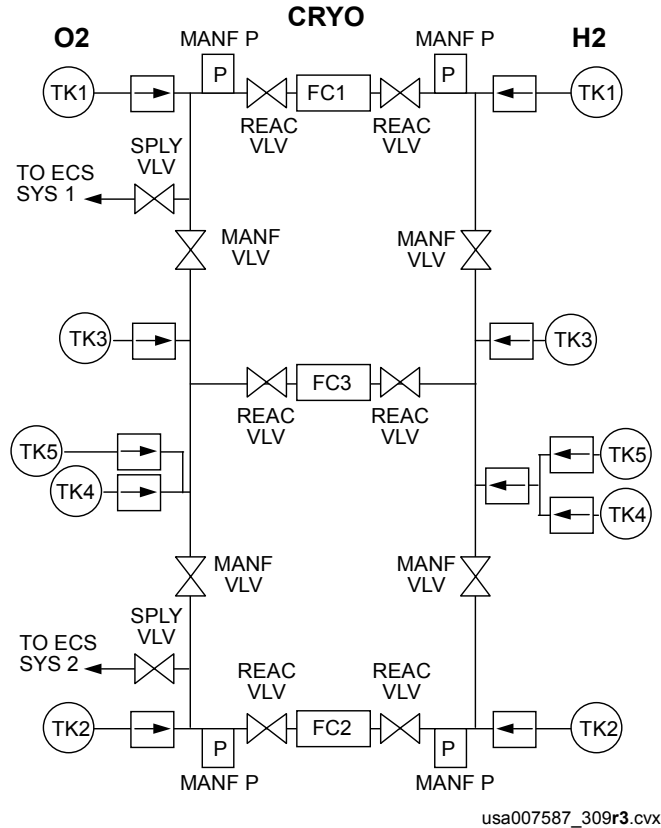 CRYO
O2
H2
MANF P
MANF P
P
P
TK1
FC1
TK1
REAC
VLV
REAC
VLV
SPLY
VLV
TO ECS
SYS 1
MANF
VLV
MANF
VLV
TK3
TK3
FC3
REAC
VLV
REAC
VLV
TK5
TK4
TK5
TK4
MANF
VLV
MANF
VLV
SPLY
VLV
TO ECS
SYS 2
REAC
VLV
REAC
VLV
TK2
FC2
TK2
P
P
MANF P
MANF P
usa007587_309r3.cvx